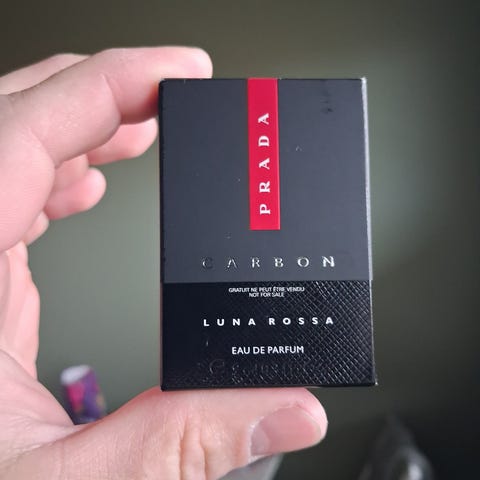 PRADA
CARBON
GRATUIT NE PEUT ÊTRE VENDU
NOT FOR SALE
LUNA ROSSA
EAU DE PARFUM